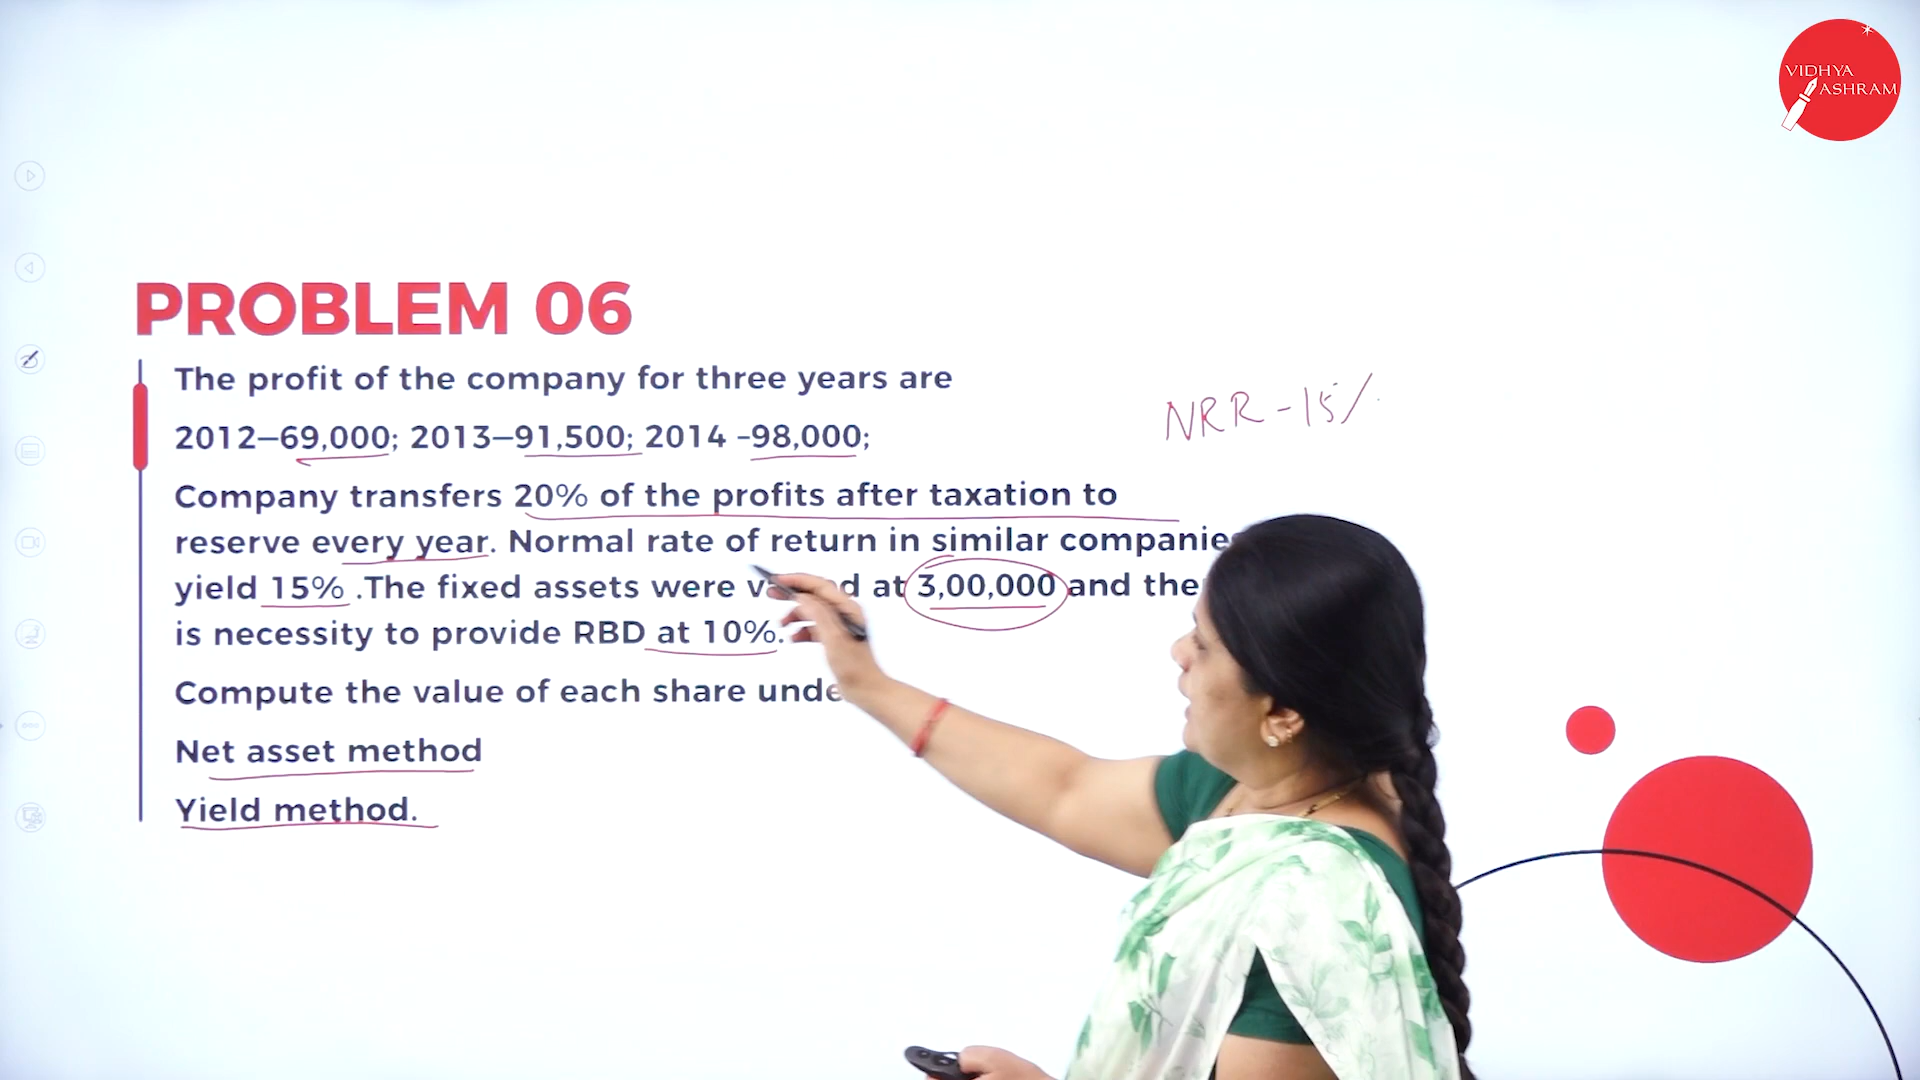 VIDHYA
ASHRAM
PROBLEM 06
The profit of the company for three years are
2012–69,000; 2013–91,500; 2014 -98,000;
NRR - 15%
Company transfers 20% of the profits after taxation to
reserve every year. Normal rate of return in similar companies
yield 15% .The fixed assets were at 3,00,000 and the
is necessity to provide RBD at 10%.
Compute the value of each share
Net asset method
Yield method.